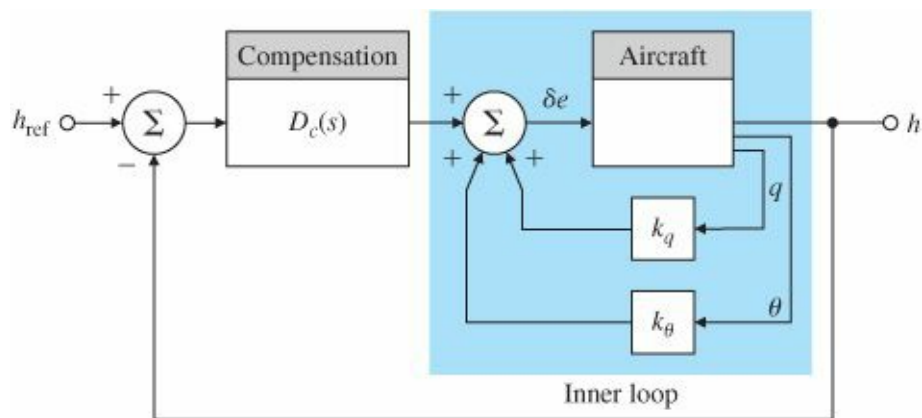 Compensation
Aircraft
+
+
δe
h_ref
Σ
D_c(s)
Σ
h
−
+
+
q
k_q
θ
k_θ
Inner loop